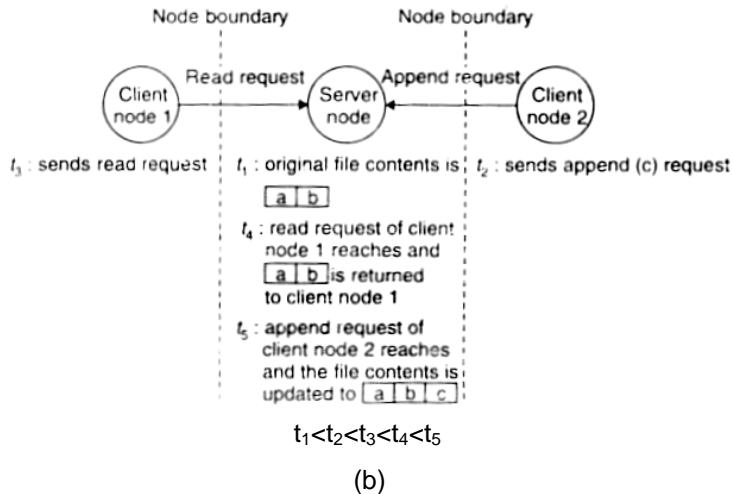 Node boundary
Node boundary
Read request
Append request
Client
node 1
Server
node
Client
node 2
t3 : sends read request
t1 : original file contents is
a b
t4 : read request of client
node 1 reaches and
a b is returned
to client node 1
t5 : append request of
client node 2 reaches
and the file contents is
updated to a b c
t2 : sends append (c) request
t1<t2<t3<t4<t5
(b)